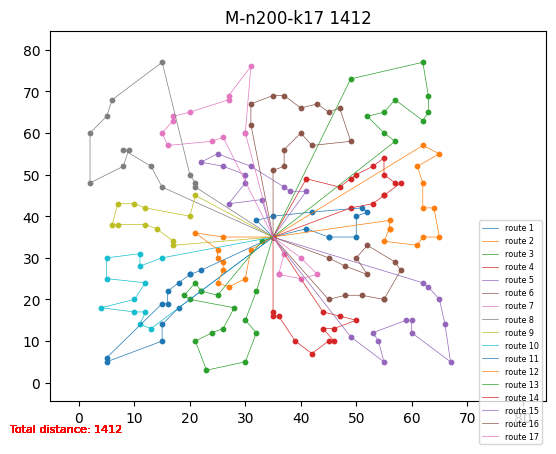 M-n200-k17 1412
80
70
60
50
40
30
20
10
0
0 10 20 30 40 50 60 70 80
route 1
route 2
route 3
route 4
route 5
route 6
route 7
route 8
route 9
route 10
route 11
route 12
route 13
route 14
route 15
route 16
route 17
Total distance: 1412